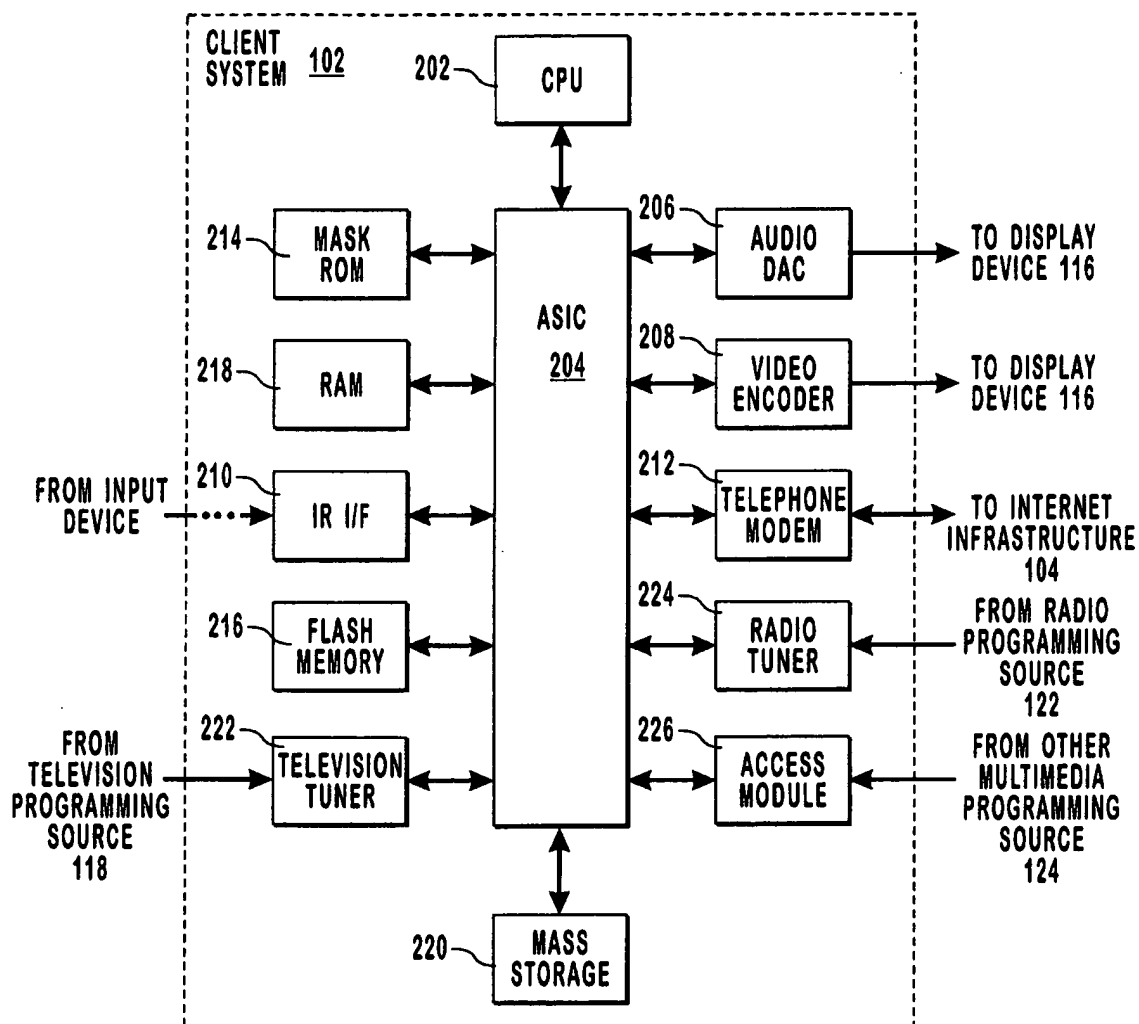 CLIENT
SYSTEM 102
202
CPU
214
MASK
ROM
206
AUDIO
DAC
TO DISPLAY
DEVICE 116
ASIC
204
218
RAM
208
VIDEO
ENCODER
TO DISPLAY
DEVICE 116
FROM INPUT
DEVICE
210
IR I/F
212
TELEPHONE
MODEM
TO INTERNET
INFRASTRUCTURE
104
216
FLASH
MEMORY
224
RADIO
TUNER
FROM RADIO
PROGRAMMING
SOURCE
122
FROM
TELEVISION
PROGRAMMING
SOURCE
118
222
TELEVISION
TUNER
226
ACCESS
MODULE
FROM OTHER
MULTIMEDIA
PROGRAMMING
SOURCE
124
220
MASS
STORAGE